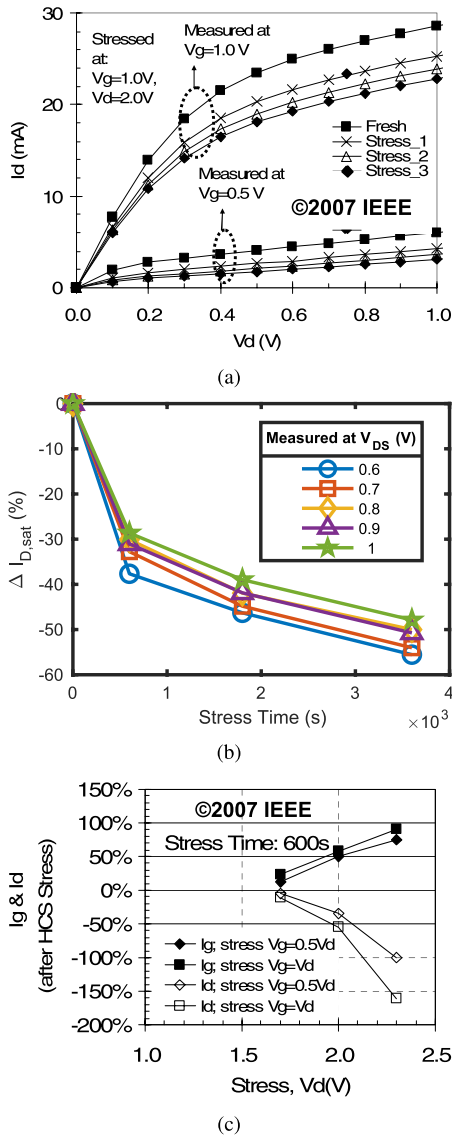 30
20
10
0
Id (mA)
Stressed
at:
Vg=1.0V,
Vd=2.0V
Measured at
Vg=1.0 V
Measured at
Vg=0.5 V
Fresh
Stress_1
Stress_2
Stress_3
©2007 IEEE
0.0 0.2 0.4 0.6 0.8 1.0
Vd (V)
(a)
0
-10
-20
-30
-40
-50
-60
Δ I_D,sat (%)
Measured at V_DS (V)
0.6
0.7
0.8
0.9
1
0 1 2 3 4
Stress Time (s)
×10³
(b)
150%
100%
50%
0%
-50%
-100%
-150%
-200%
Ig & Id
(after HCS Stress)
©2007 IEEE
Stress Time: 600s
Ig; stress Vg=0.5Vd
Ig; stress Vg=Vd
Id; stress Vg=0.5Vd
Id; stress Vg=Vd
1.0 1.5 2.0 2.5
Stress, Vd(V)
(c)